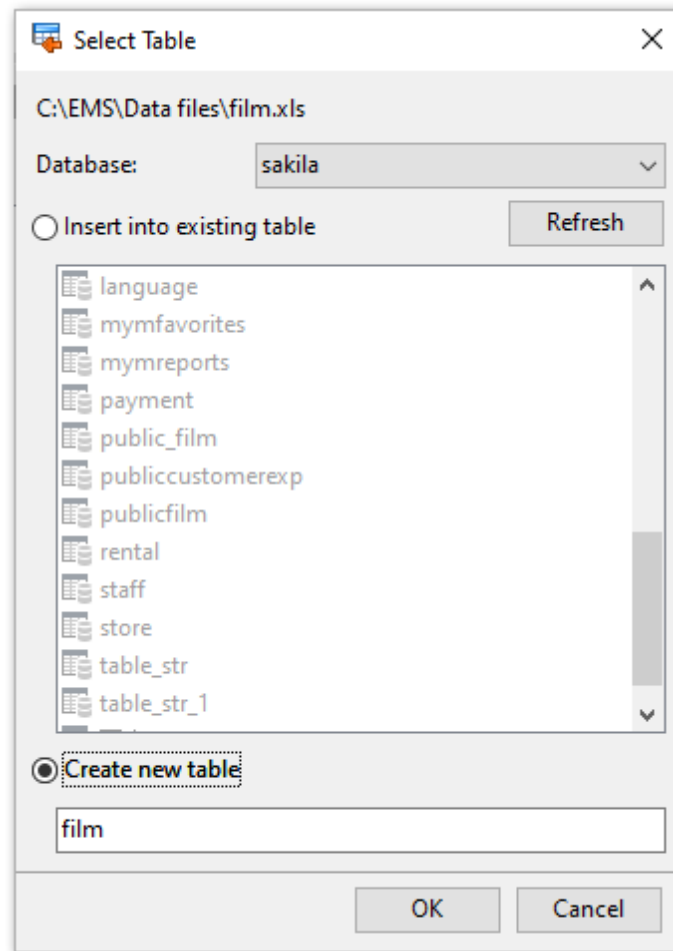 Select Table
C:\EMS\Data files\film.xls
Database: sakila
Insert into existing table Refresh
language
mymfavorites
mymreports
payment
public_film
publiccustomerexp
publicfilm
rental
staff
store
table_str
table_str_1
Create new table
film
OK Cancel